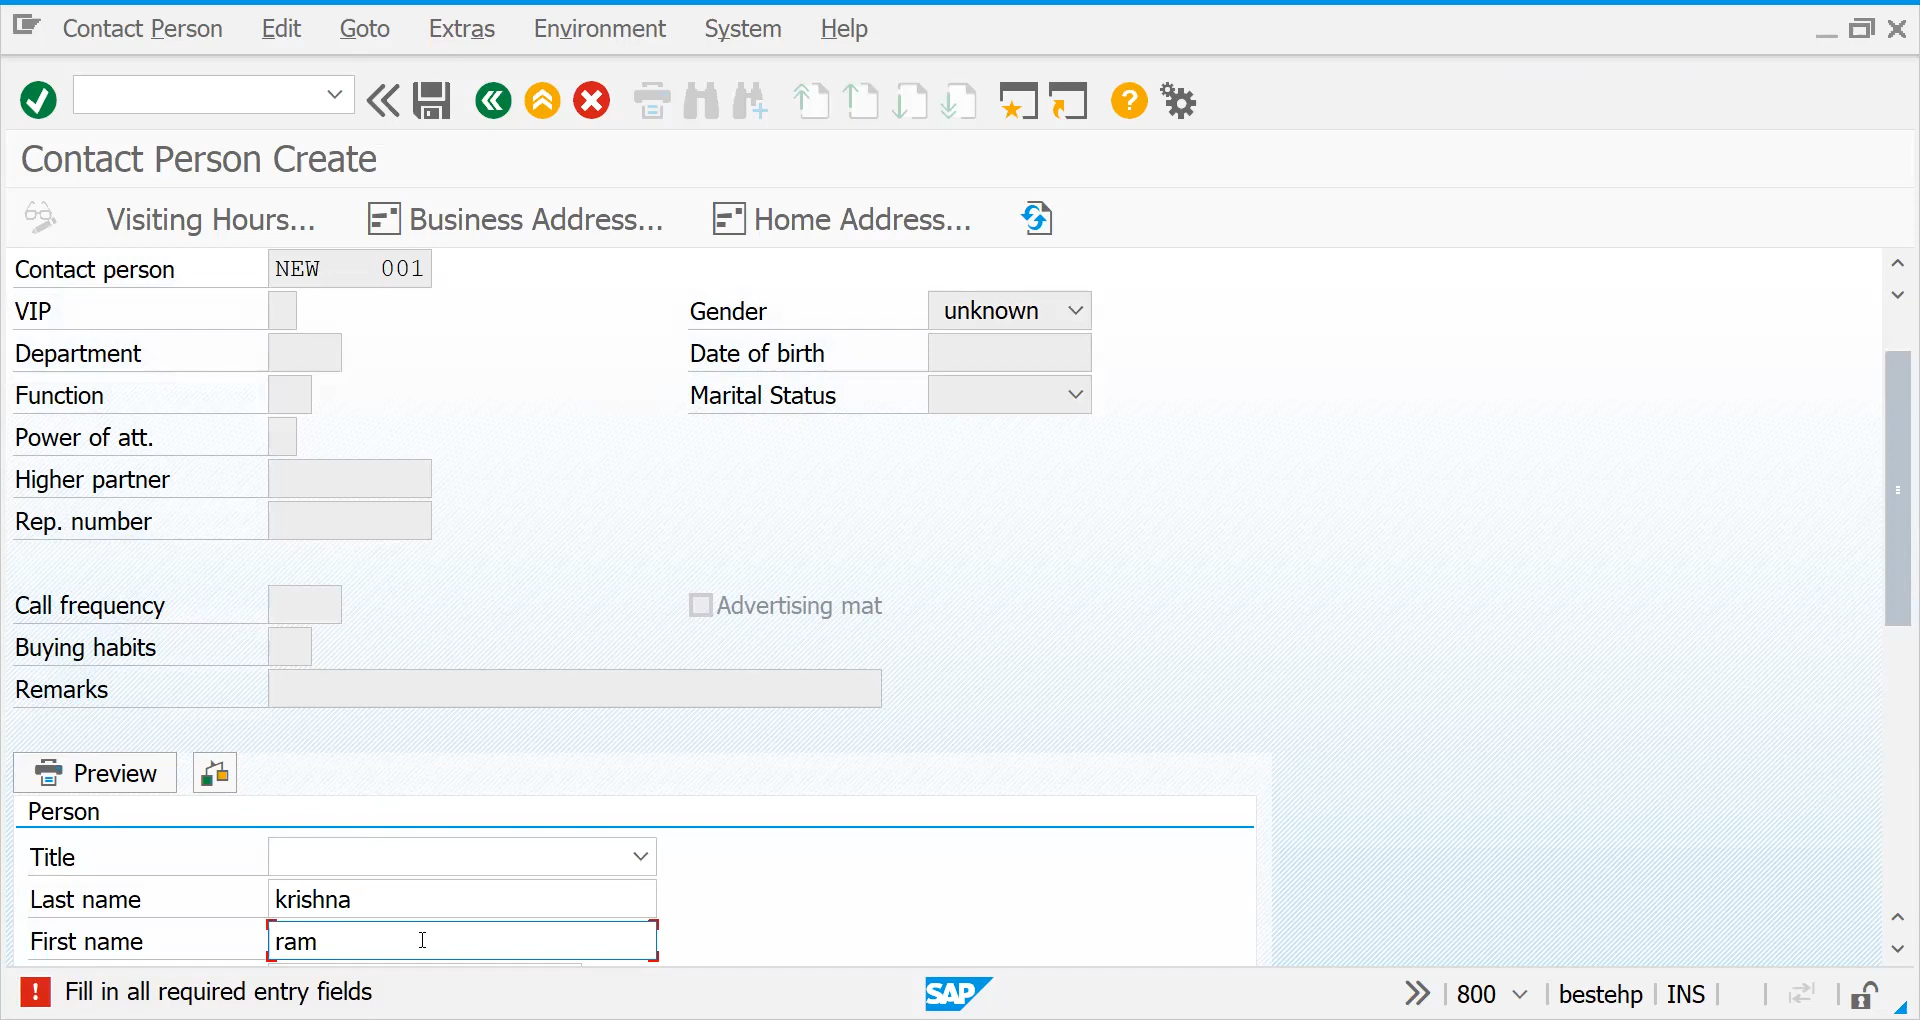 Contact Person Edit Goto Extras Environment System Help
Contact Person Create
Visiting Hours... Business Address... Home Address...
Contact person NEW 001
VIP Gender unknown
Department Date of birth
Function Marital Status
Power of att.
Higher partner
Rep. number
Call frequency Advertising mat
Buying habits
Remarks
Preview
Person
Title
Last name krishna
First name ram
Fill in all required entry fields SAP 800 bestehp INS